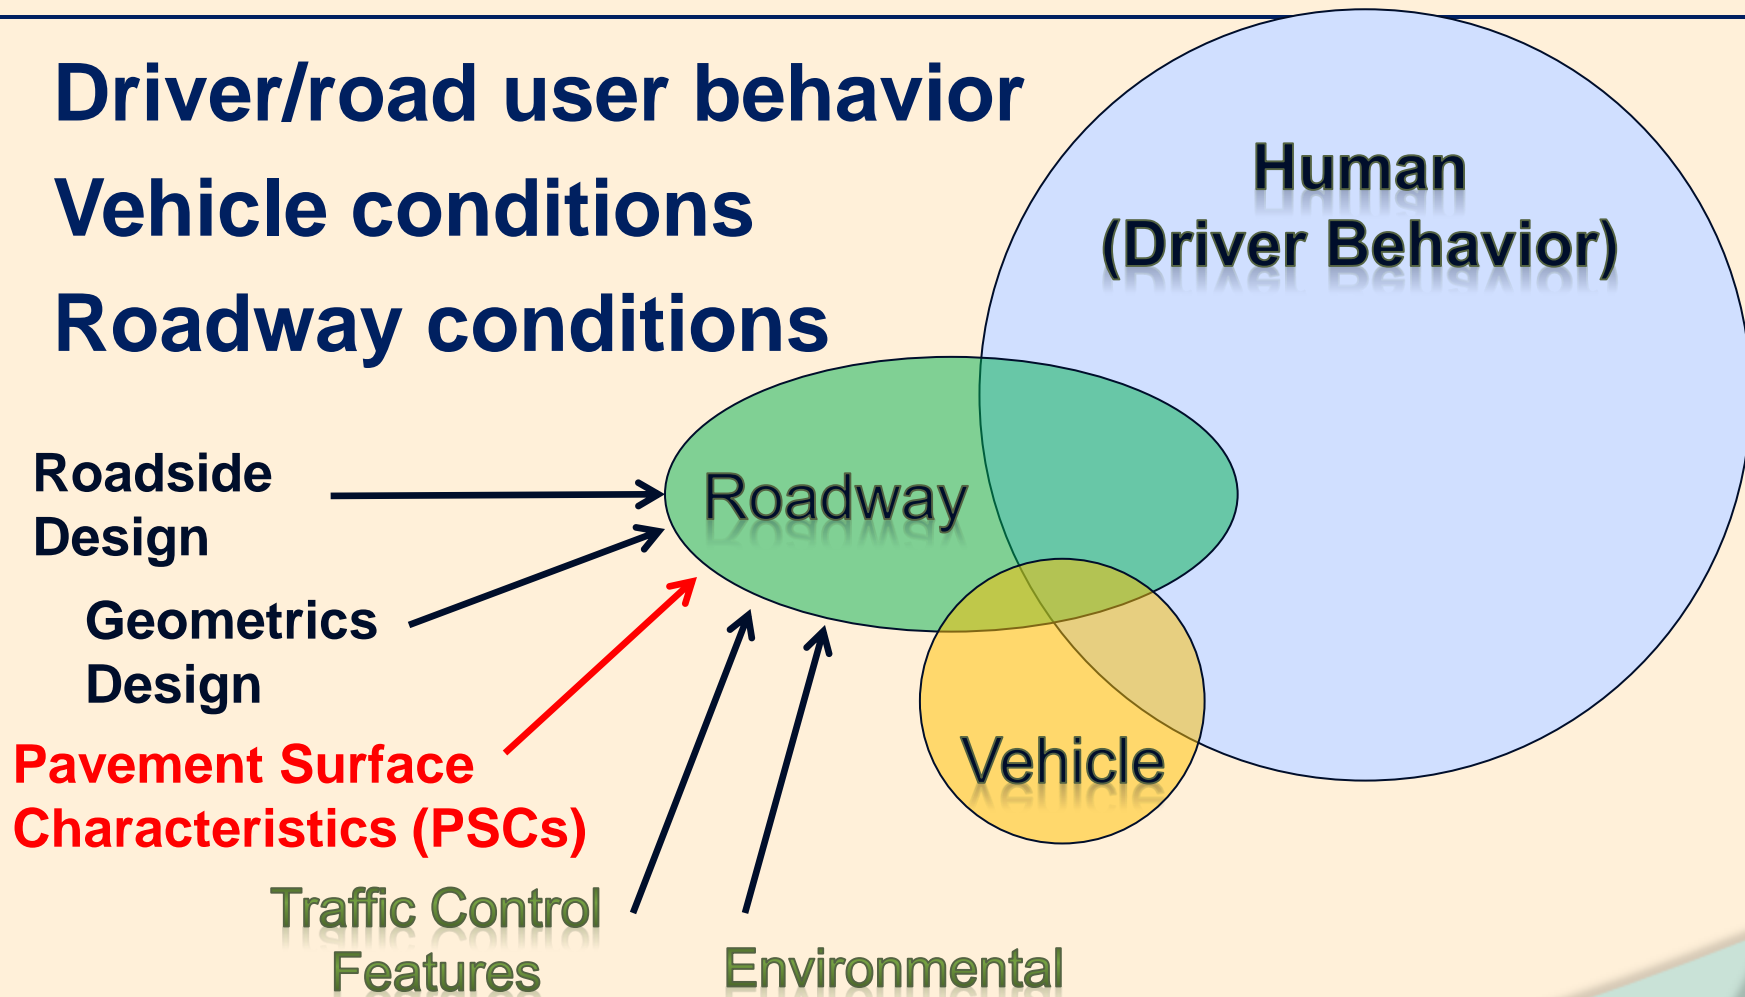 Driver/road user behavior
Vehicle conditions
Roadway conditions
Human
(Driver Behavior)
Roadway
Vehicle
Roadside
Design
Geometrics
Design
Pavement Surface
Characteristics (PSCs)
Traffic Control
Features
Environmental